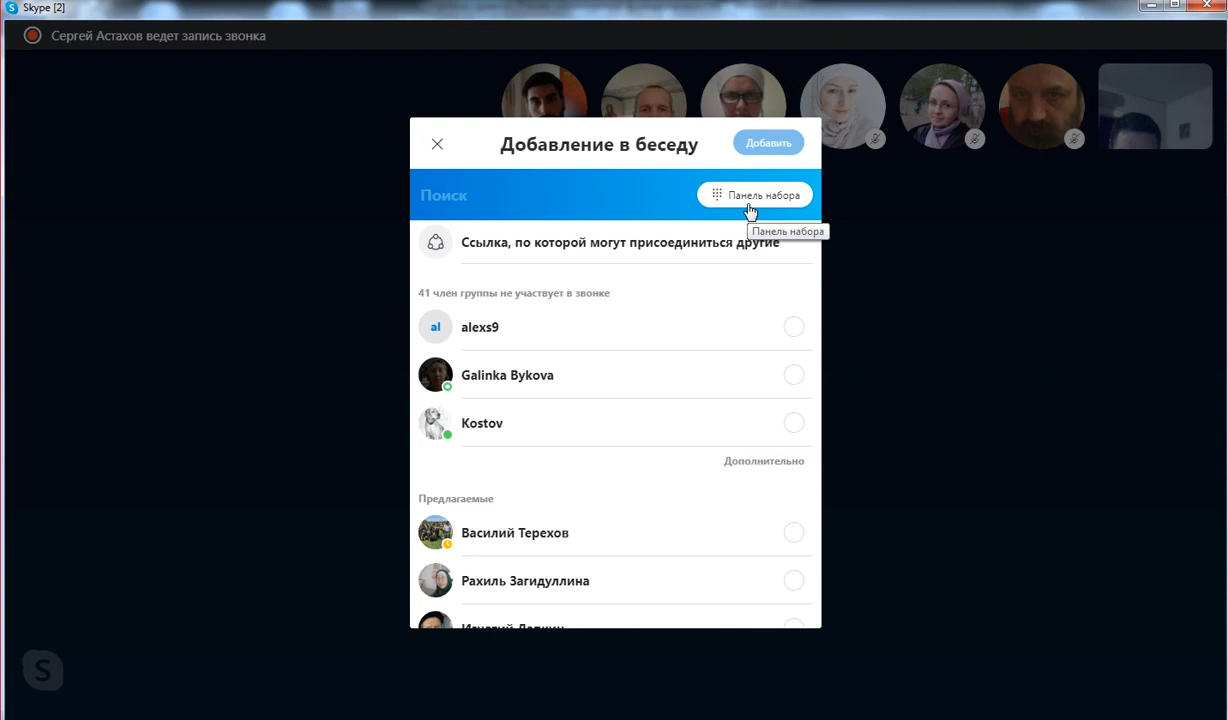 Skype [2]
Сергей Астахов ведет запись звонка
Добавление в беседу
Добавить
Поиск
Панель набора
Панель набора
Ссылка, по которой могут присоединиться другие
41 член группы не участвует в звонке
al
alexs9
Galinka Bykova
Kostov
Дополнительно
Предлагаемые
Василий Терехов
Рахиль Загидуллина